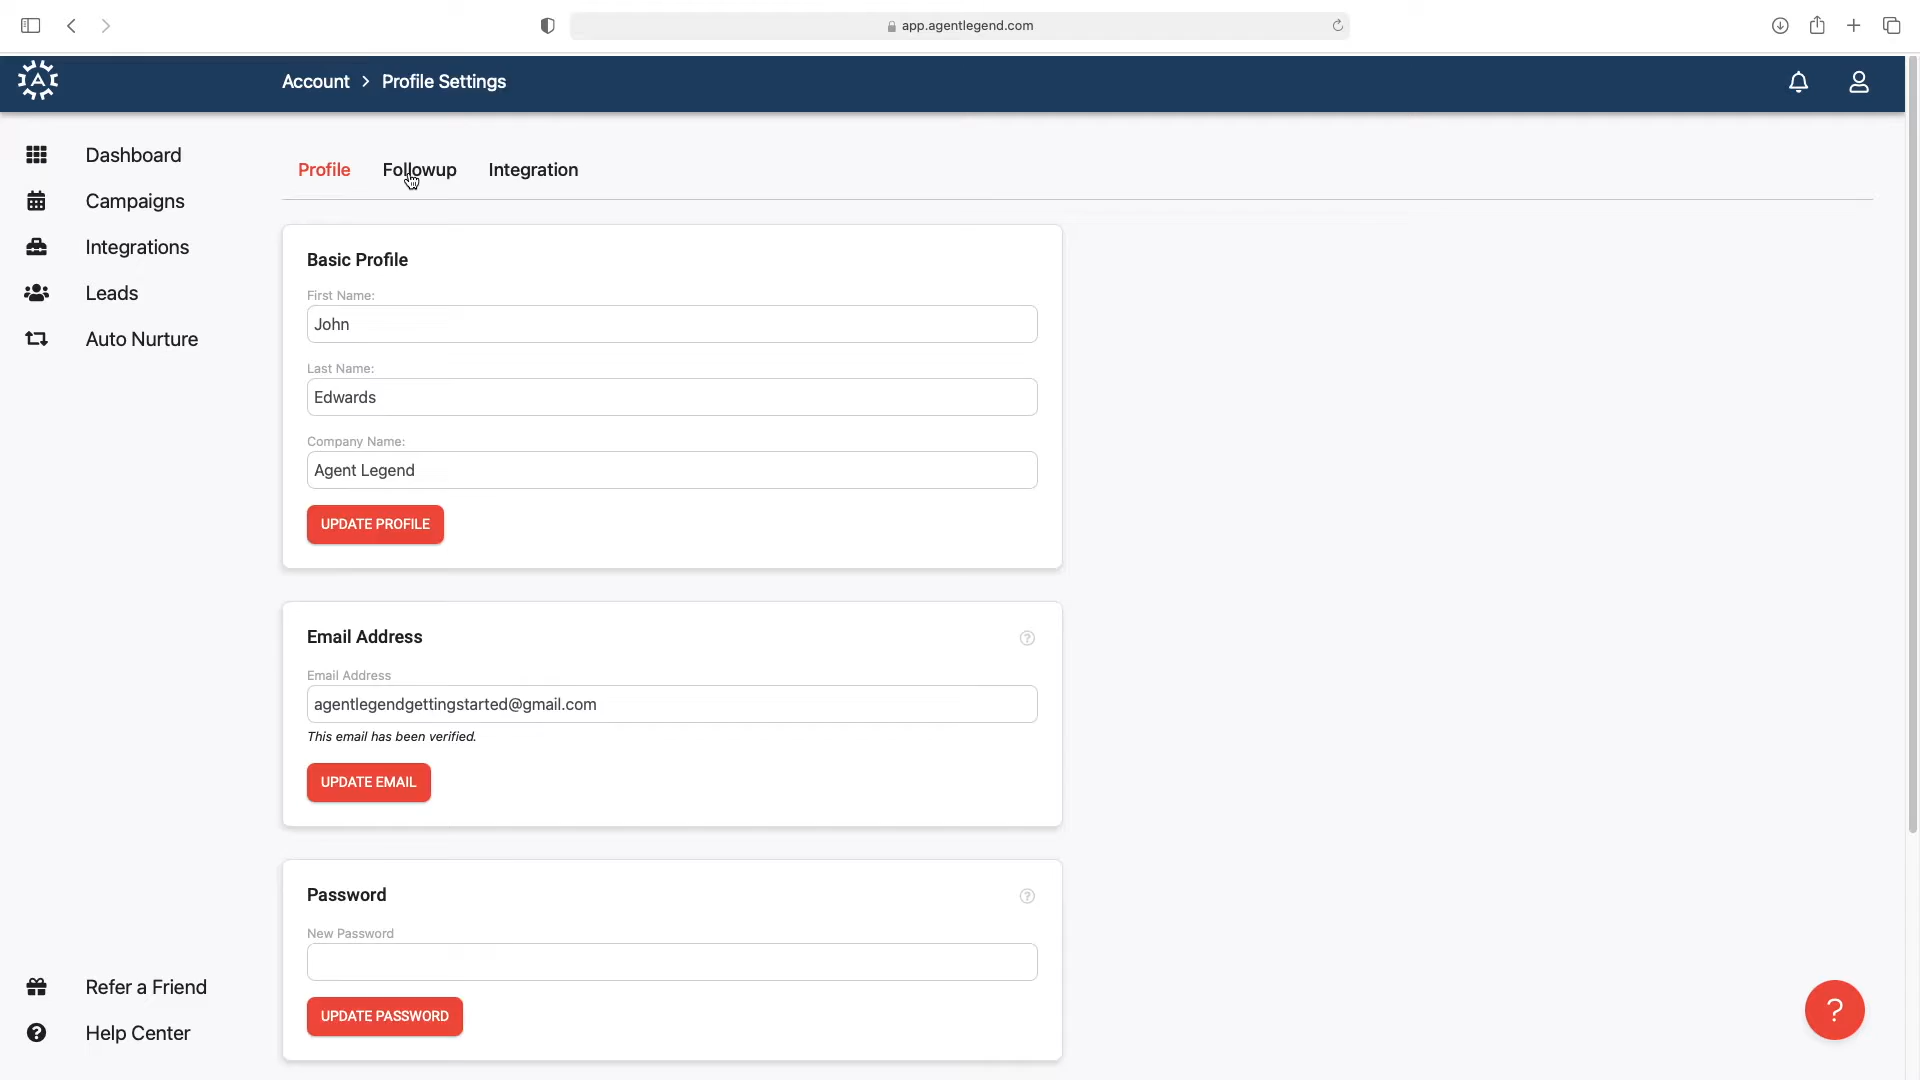 app.agentlegend.com
Account > Profile Settings
Dashboard
Campaigns
Integrations
Leads
Auto Nurture
Refer a Friend
Help Center
Profile Followup Integration
Basic Profile
First Name:
John
Last Name:
Edwards
Company Name:
Agent Legend
UPDATE PROFILE
Email Address
?
Email Address
agentlegendgettingstarted@gmail.com
This email has been verified.
UPDATE EMAIL
Password
?
New Password
UPDATE PASSWORD
?